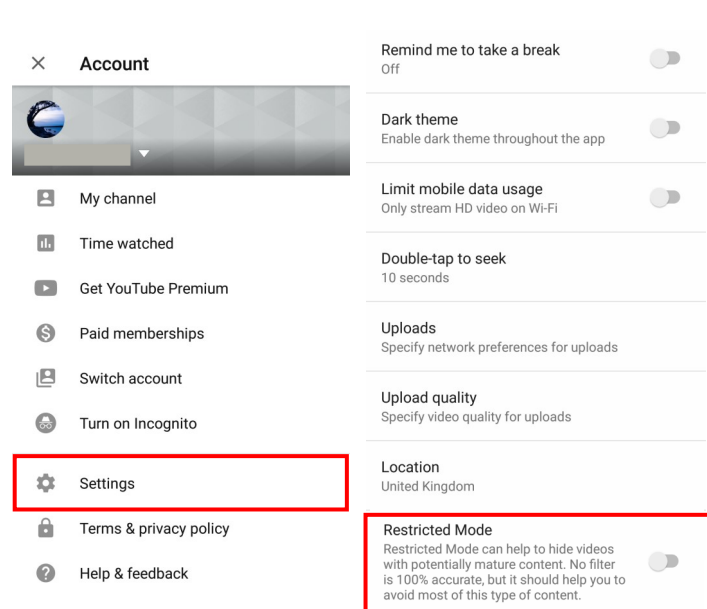 Account
My channel
Time watched
Get YouTube Premium
Paid memberships
Switch account
Turn on Incognito
Settings
Terms & privacy policy
Help & feedback
Remind me to take a break
Off
Dark theme
Enable dark theme throughout the app
Limit mobile data usage
Only stream HD video on Wi-Fi
Double-tap to seek
10 seconds
Uploads
Specify network preferences for uploads
Upload quality
Specify video quality for uploads
Location
United Kingdom
Restricted Mode
Restricted Mode can help to hide videos
with potentially mature content. No filter
is 100% accurate, but it should help you to
avoid most of this type of content.